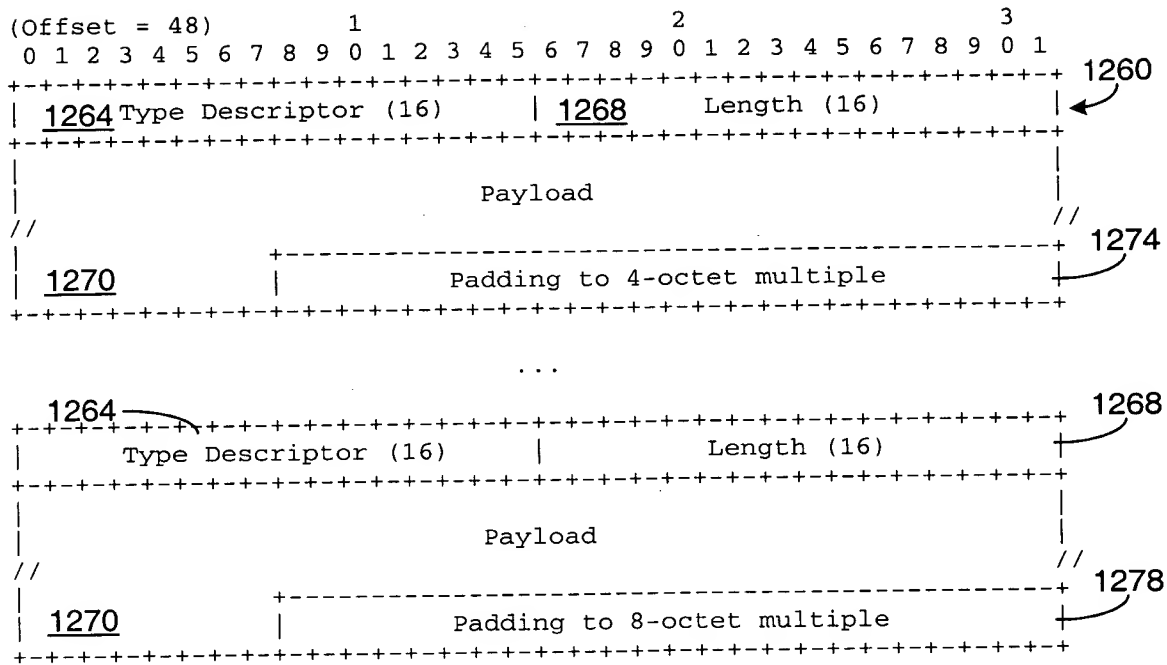 (Offset = 48) 1 2 3
0 1 2 3 4 5 6 7 8 9 0 1 2 3 4 5 6 7 8 9 0 1 2 3 4 5 6 7 8 9 0 1
+-+-+-+-+-+-+-+-+-+-+-+-+-+-+-+-+-+-+-+-+-+-+-+-+-+-+-+-+-+-+-+-+ 1260
| 1264 Type Descriptor (16) | 1268 Length (16) |
+-+-+-+-+-+-+-+-+-+-+-+-+-+-+-+-+-+-+-+-+-+-+-+-+-+-+-+-+-+-+-+-+
| |
| Payload |
// //
| +-----------------------------------------------+ 1274
| 1270 | Padding to 4-octet multiple +
+-+-+-+-+-+-+-+-+-+-+-+-+-+-+-+-+-+-+-+-+-+-+-+-+-+-+-+-+-+-+-+-+
...
1264 1268
+-+-+-+-+-+-+-+-+-+-+-+-+-+-+-+-+-+-+-+-+-+-+-+-+-+-+-+-+-+-+-+-+
| Type Descriptor (16) | Length (16) +
+-+-+-+-+-+-+-+-+-+-+-+-+-+-+-+-+-+-+-+-+-+-+-+-+-+-+-+-+-+-+-+-+
| |
| Payload |
// //
| +-----------------------------------------------+ 1278
| 1270 | Padding to 8-octet multiple +
+-+-+-+-+-+-+-+-+-+-+-+-+-+-+-+-+-+-+-+-+-+-+-+-+-+-+-+-+-+-+-+-+